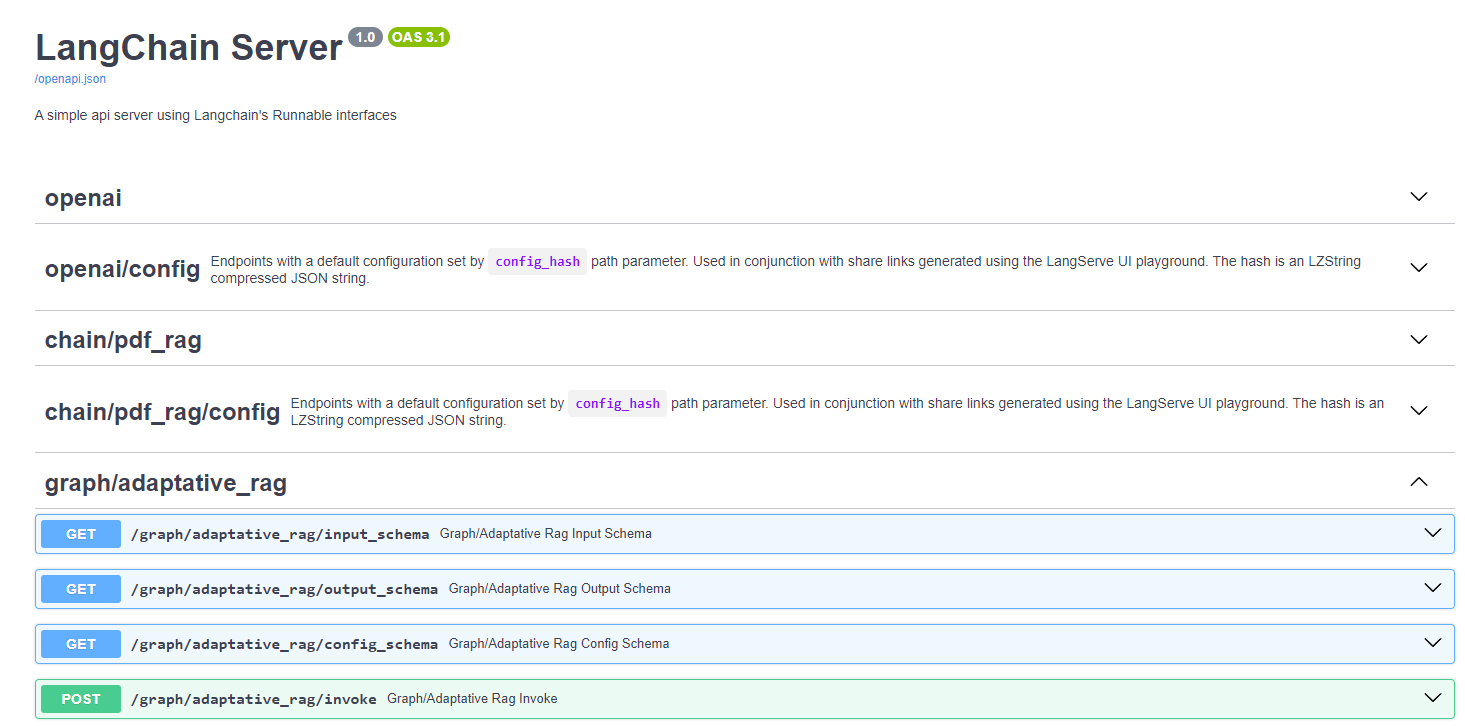 LangChain Server 1.0 OAS 3.1
/openapi.json
A simple api server using Langchain's Runnable interfaces
openai
openai/config Endpoints with a default configuration set by config_hash path parameter. Used in conjunction with share links generated using the LangServe UI playground. The hash is an LZString
compressed JSON string.
chain/pdf_rag
chain/pdf_rag/config Endpoints with a default configuration set by config_hash path parameter. Used in conjunction with share links generated using the LangServe UI playground. The hash is an
LZString compressed JSON string.
graph/adaptative_rag
GET /graph/adaptative_rag/input_schema Graph/Adaptative Rag Input Schema
GET /graph/adaptative_rag/output_schema Graph/Adaptative Rag Output Schema
GET /graph/adaptative_rag/config_schema Graph/Adaptative Rag Config Schema
POST /graph/adaptative_rag/invoke Graph/Adaptative Rag Invoke